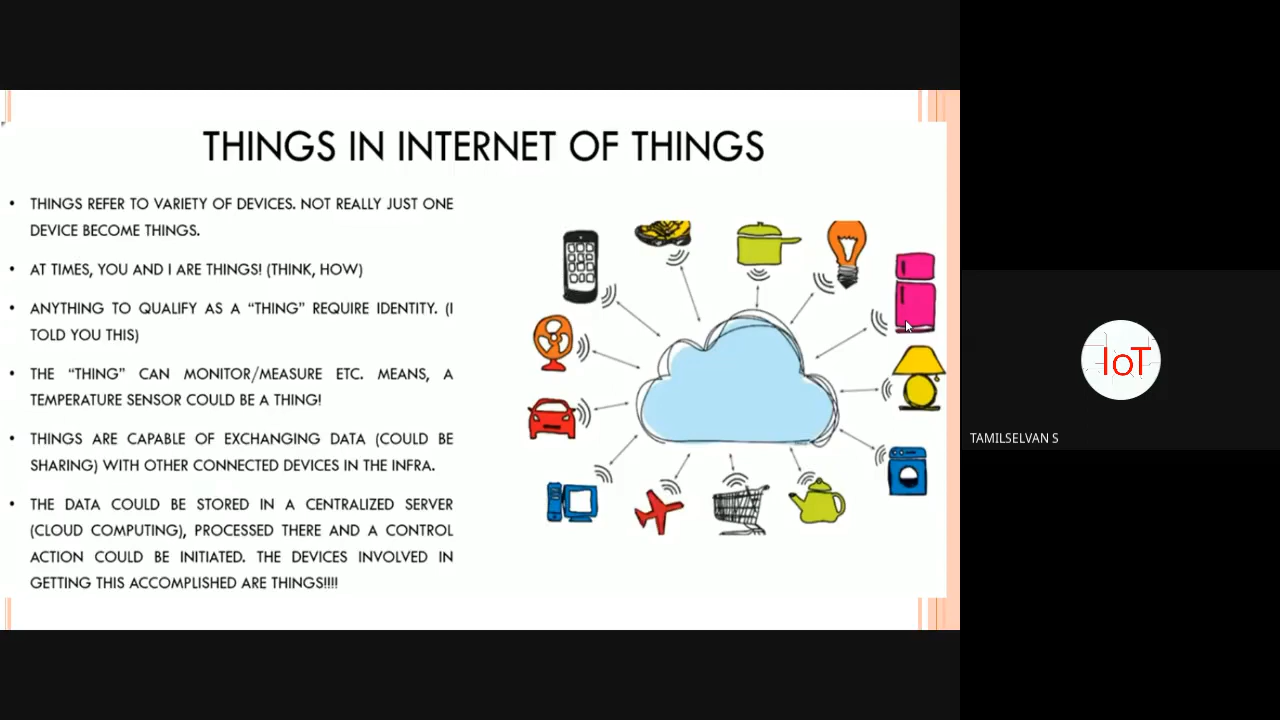 THINGS IN INTERNET OF THINGS
• THINGS REFER TO VARIETY OF DEVICES. NOT REALLY JUST ONE
DEVICE BECOME THINGS.
• AT TIMES, YOU AND I ARE THINGS! (THINK, HOW)
• ANYTHING TO QUALIFY AS A “THING” REQUIRE IDENTITY. (I
TOLD YOU THIS)
• THE “THING” CAN MONITOR/MEASURE ETC. MEANS, A
TEMPERATURE SENSOR COULD BE A THING!
• THINGS ARE CAPABLE OF EXCHANGING DATA (COULD BE
SHARING) WITH OTHER CONNECTED DEVICES IN THE INFRA.
• THE DATA COULD BE STORED IN A CENTRALIZED SERVER
(CLOUD COMPUTING), PROCESSED THERE AND A CONTROL
ACTION COULD BE INITIATED. THE DEVICES INVOLVED IN
GETTING THIS ACCOMPLISHED ARE THINGS!!!!
IoT
TAMILSELVAN S